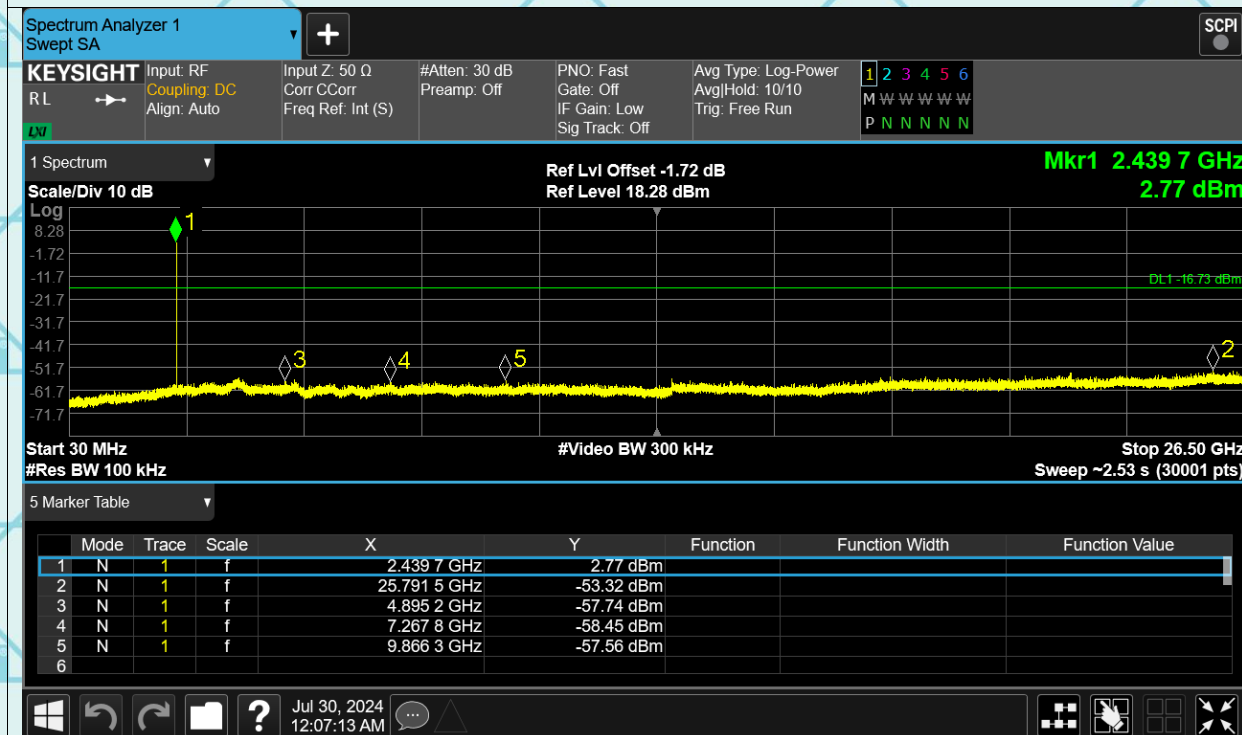 Spectrum Analyzer 1
Swept SA
+
SCPI
KEYSIGHT
R L
LXI
Input: RF
Coupling: DC
Align: Auto
Input Z: 50 Ω
Corr CCorr
Freq Ref: Int (S)
#Atten: 30 dB
Preamp: Off
PNO: Fast
Gate: Off
IF Gain: Low
Sig Track: Off
Avg Type: Log-Power
Avg|Hold: 10/10
Trig: Free Run
1 2 3 4 5 6
M W W W W W
P N N N N N
1 Spectrum
Scale/Div 10 dB
Log
Ref Lvl Offset -1.72 dB
Ref Level 18.28 dBm
Mkr1 2.439 7 GHz
2.77 dBm
8.28
-1.72
-11.7
-21.7
-31.7
-41.7
-51.7
-61.7
-71.7
1
DL1 -16.73 dBm
3
4
5
2
Start 30 MHz
#Res BW 100 kHz
#Video BW 300 kHz
Stop 26.50 GHz
Sweep ~2.53 s (30001 pts)
5 Marker Table
Mode Trace Scale X Y Function Function Width Function Value
1 N 1 f 2.439 7 GHz 2.77 dBm
2 N 1 f 25.791 5 GHz -53.32 dBm
3 N 1 f 4.895 2 GHz -57.74 dBm
4 N 1 f 7.267 8 GHz -58.45 dBm
5 N 1 f 9.866 3 GHz -57.56 dBm
6
?
Jul 30, 2024
12:07:13 AM